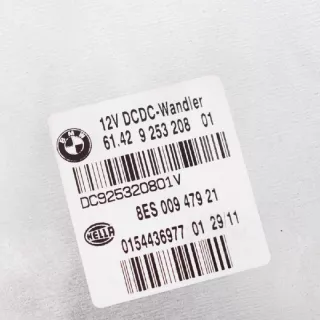 BMW
12V DCDC-Wandler
61.42 9 253 208 01
DC925320801V
8ES 009 479 21
HELLA
0154436977 01 29 11